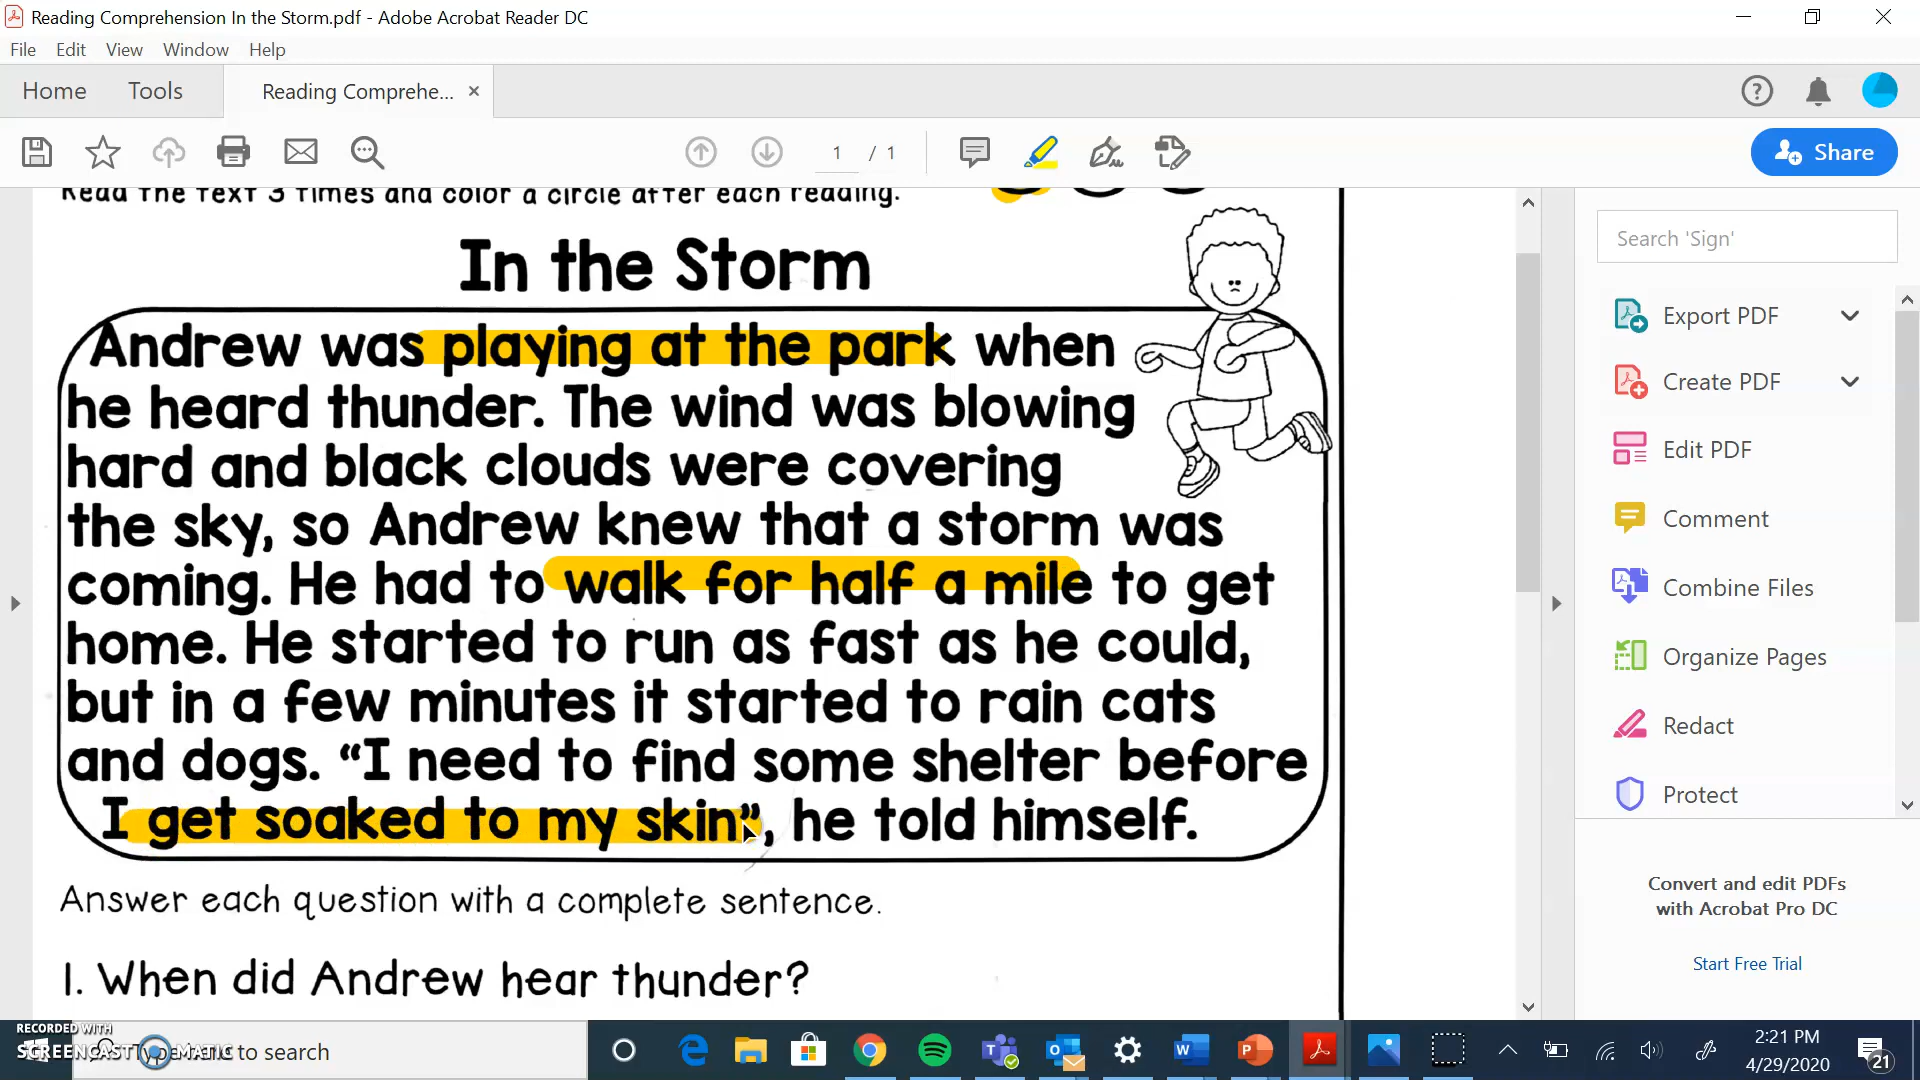 Reading Comprehension In the Storm.pdf - Adobe Acrobat Reader DC
File Edit View Window Help
Home Tools Reading Comprehe... ×
1 / 1 Share
Read the text 3 times and color a circle after each reading.
In the Storm
Andrew was playing at the park when
he heard thunder. The wind was blowing
hard and black clouds were covering
the sky, so Andrew knew that a storm was
coming. He had to walk for half a mile to get
home. He started to run as fast as he could,
but in a few minutes it started to rain cats
and dogs. “I need to find some shelter before
I get soaked to my skin”, he told himself.
Answer each question with a complete sentence.
1. When did Andrew hear thunder?
Search 'Sign'
Export PDF
Create PDF
Edit PDF
Comment
Combine Files
Organize Pages
Redact
Protect
Convert and edit PDFs
with Acrobat Pro DC
Start Free Trial
RECORDED WITH
SCREENCAST MATIC
to search
2:21 PM
4/29/2020
21